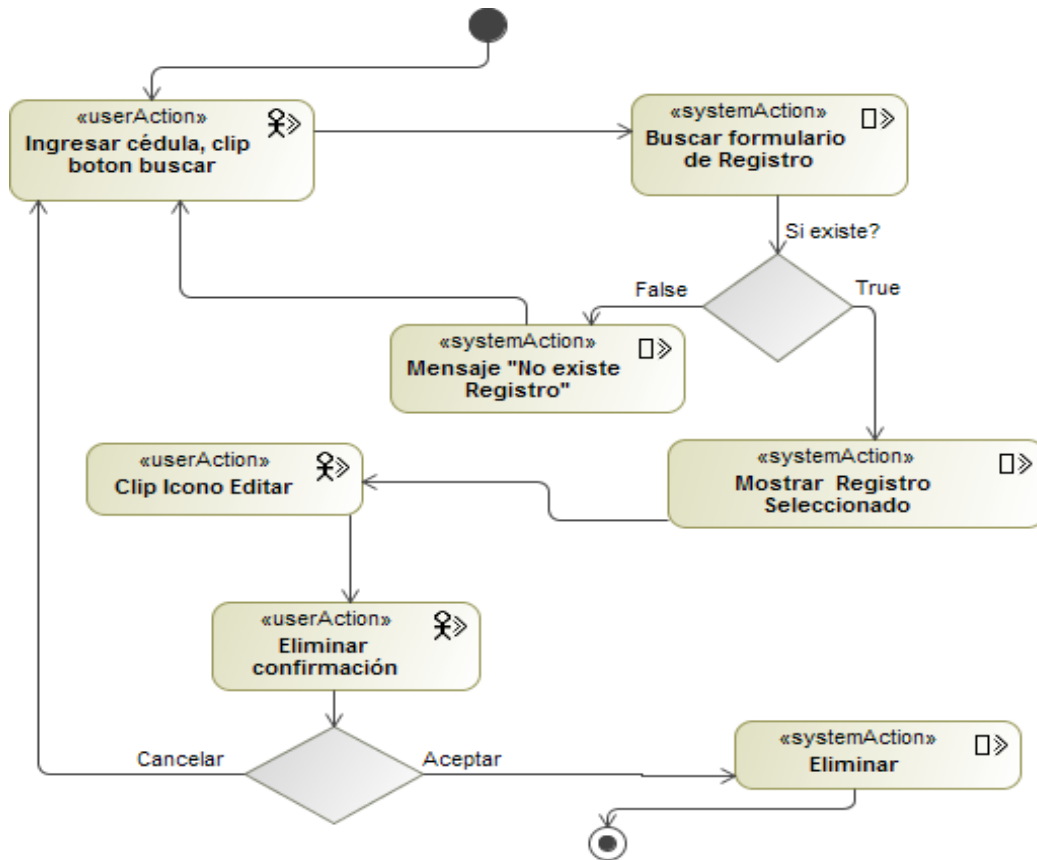 «userAction»
Ingresar cédula, clip
boton buscar
«systemAction»
Buscar formulario
de Registro
Si existe?
False
True
«systemAction»
Mensaje "No existe
Registro"
«userAction»
Clip Icono Editar
«systemAction»
Mostrar Registro
Seleccionado
«userAction»
Eliminar
confirmación
Cancelar
Aceptar
«systemAction»
Eliminar